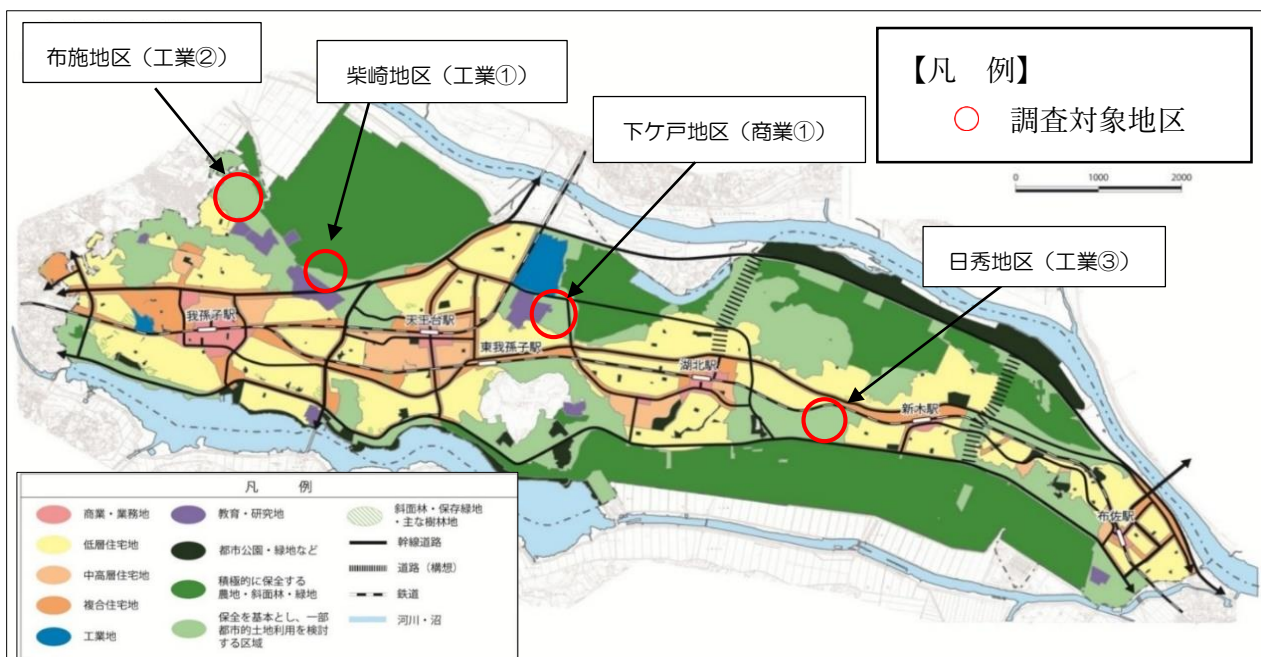 布施地区（工業②）
柴崎地区（工業①）
下ケ戸地区（商業①）
日秀地区（工業③）
【凡　例】
○　調査対象地区
0　1000　2000
我孫子駅
天王台駅
東我孫子駅
湖北駅
新木駅
布佐駅
凡　例
商業・業務地
低層住宅地
中高層住宅地
複合住宅地
工業地
教育・研究地
都市公園・緑地など
積極的に保全する
農地・斜面林・緑地
保全を基本とし、一部
都市的土地利用を検討
する区域
斜面林・保存緑地
・主な樹林地
幹線道路
道路（構想）
鉄道
河川・沼